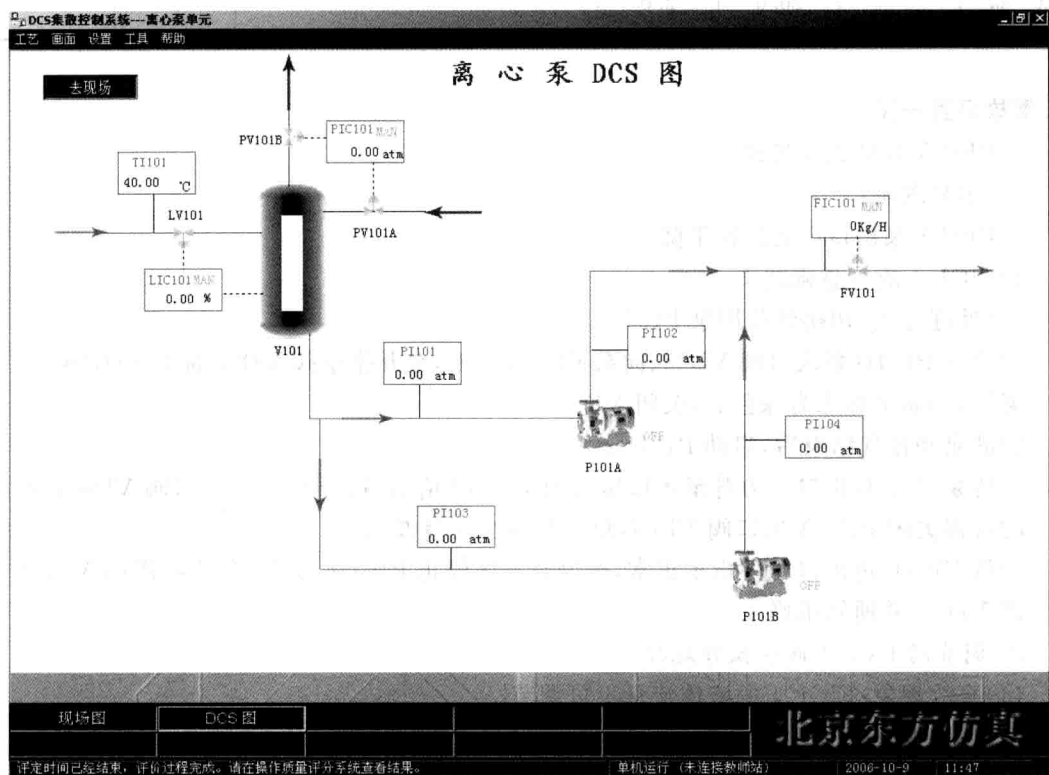 DCS集散控制系统---离心泵单元
工艺 画面 设置 工具 帮助
离心泵 DCS 图
去现场
PV101B
PIC101 MAN
0.00 atm
TI101
40.00 ℃
LV101
PV101A
FIC101 MAN
0Kg/H
LIC101 MAN
0.00 %
FV101
V101
PI101
0.00 atm
PI102
0.00 atm
OFF
P101A
PI104
0.00 atm
PI103
0.00 atm
OFF
P101B
现场图 DCS 图
北京东方仿真
评定时间已经结束，评价过程完成。请在操作质量评分系统查看结果。 单机运行 (未连接教师站) 2006-10-9 11:47